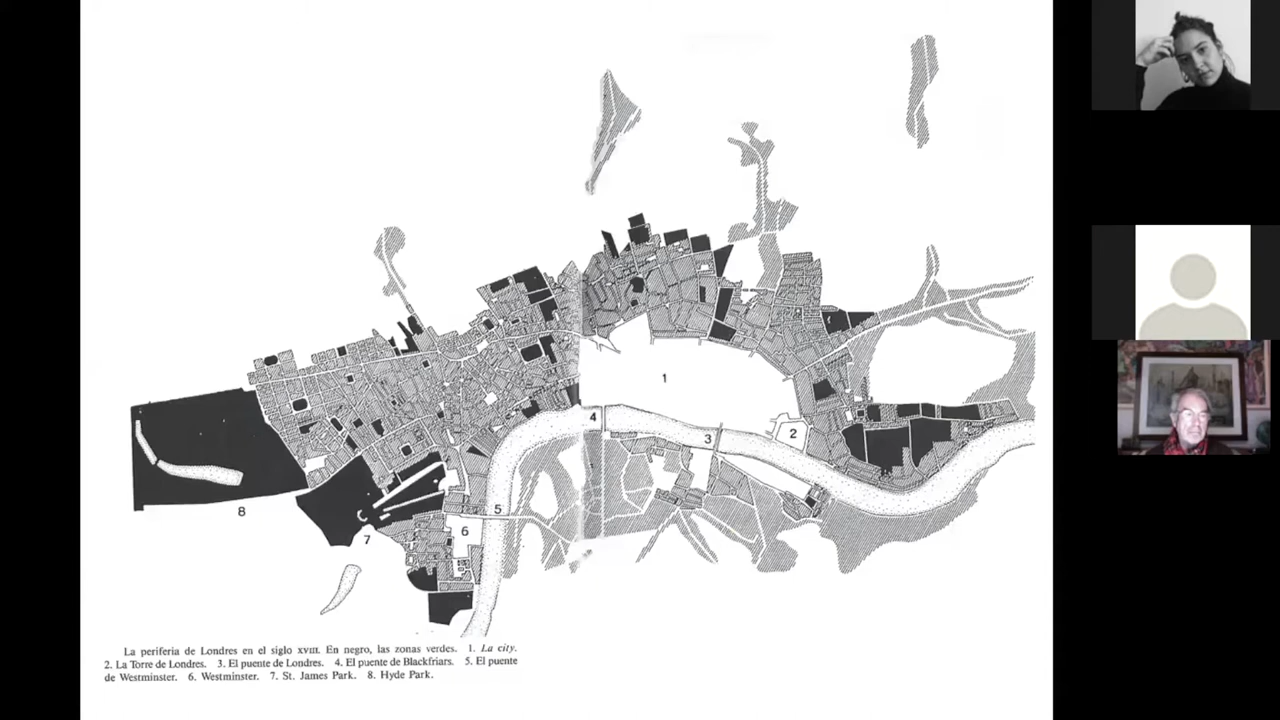 1
2
3
4
5
6
7
8
La periferia de Londres en el siglo XVIII. En negro, las zonas verdes. 1. La city.
2. La Torre de Londres. 3. El puente de Londres. 4. El puente de Blackfriars. 5. El puente
de Westminster. 6. Westminster. 7. St. James Park. 8. Hyde Park.